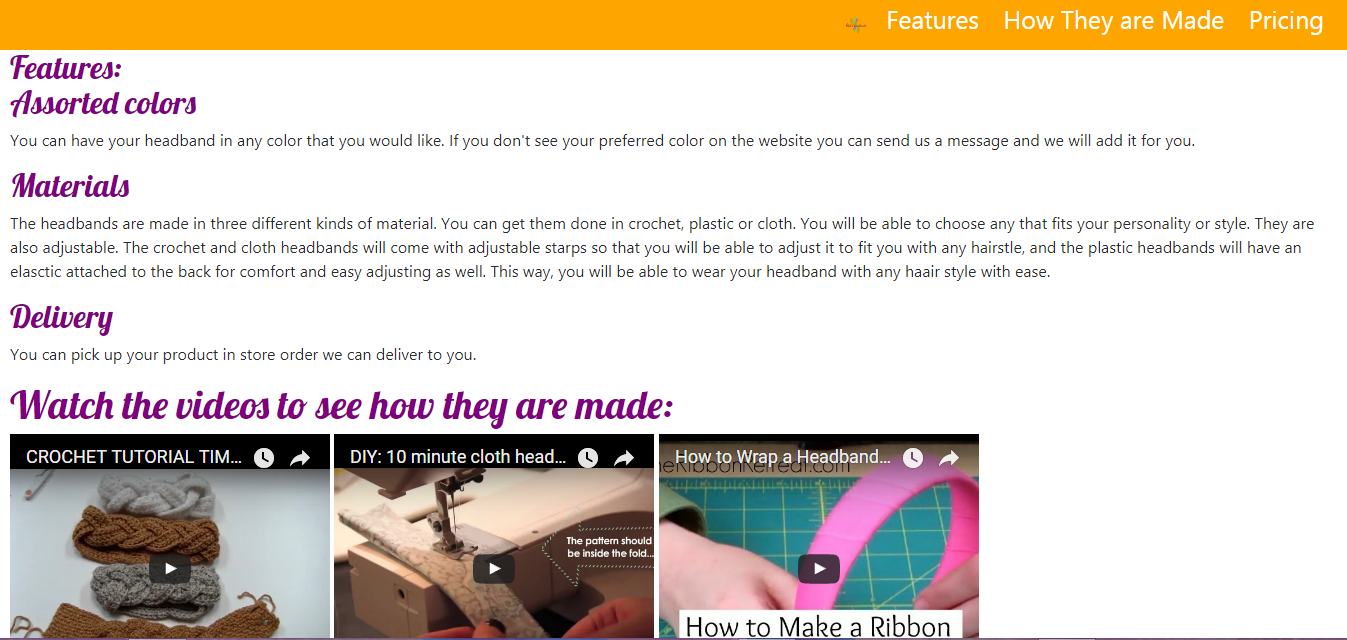 Features How They are Made Pricing
Features:
Assorted colors
You can have your headband in any color that you would like. If you don't see your preferred color on the website you can send us a message and we will add it for you.
Materials
The headbands are made in three different kinds of material. You can get them done in crochet, plastic or cloth. You will be able to choose any that fits your personality or style. They are
also adjustable. The crochet and cloth headbands will come with adjustable starps so that you will be able to adjust it to fit you with any hairstle, and the plastic headbands will have an
elasctic attached to the back for comfort and easy adjusting as well. This way, you will be able to wear your headband with any haair style with ease.
Delivery
You can pick up your product in store order we can deliver to you.
Watch the videos to see how they are made:
CROCHET TUTORIAL TIM...
DIY: 10 minute cloth head...
How to Wrap a Headband...
The pattern should
be inside the fold...
How to Make a Ribbon